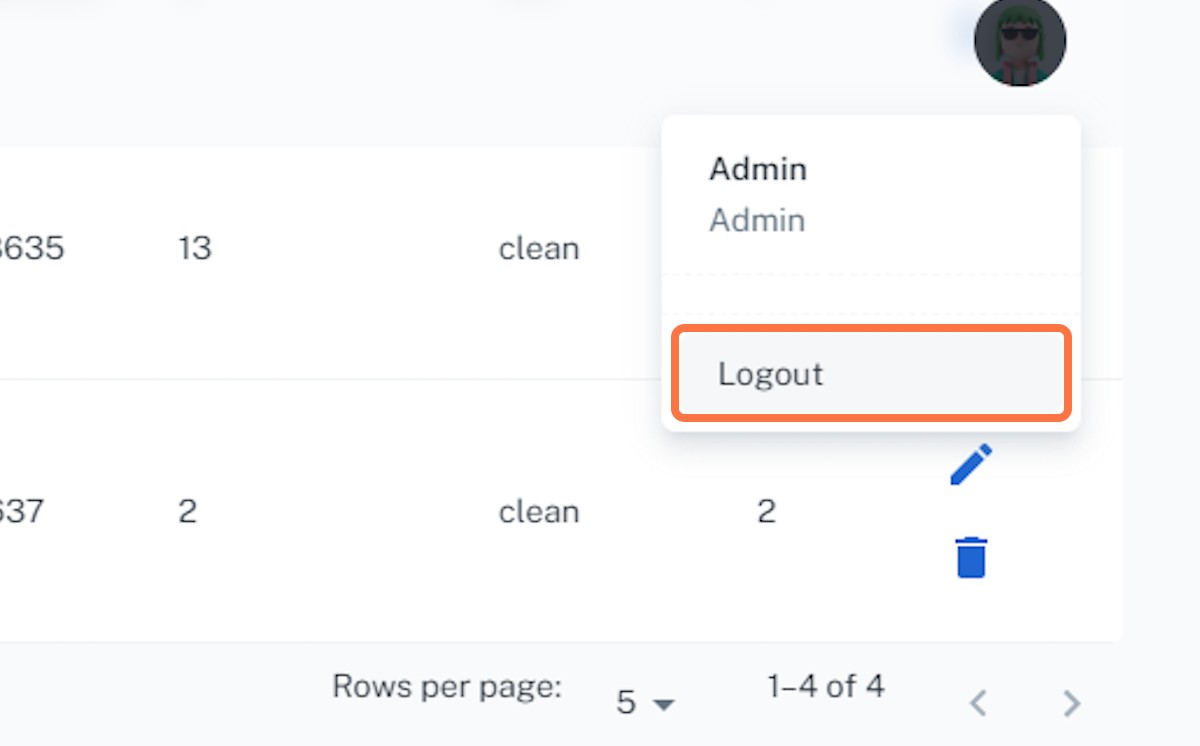 Admin
Admin
13 clean
Logout
2 clean 2
Rows per page: 5 1–4 of 4